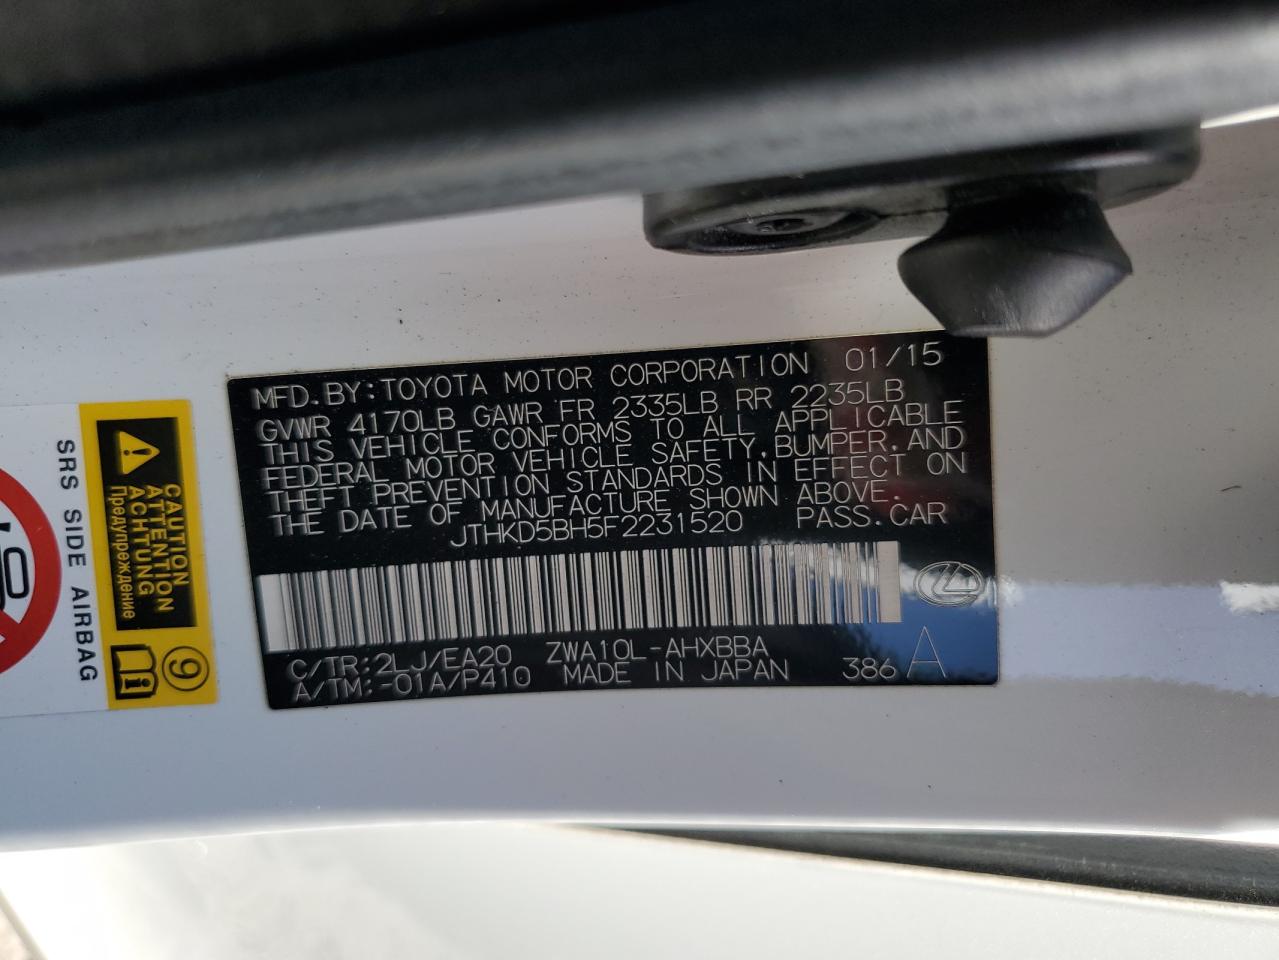 MFD.BY:TOYOTA MOTOR CORPORATION 01/15
GVWR 4170LB GAWR FR 2335LB RR 2235LB
THIS VEHICLE CONFORMS TO ALL APPLICABLE
FEDERAL MOTOR VEHICLE SAFETY,BUMPER,AND
THEFT PREVENTION STANDARDS IN EFFECT ON
THE DATE OF MANUFACTURE SHOWN ABOVE.
JTHKD5BH5F2231520 PASS.CAR
C/TR:2LJ/EA20 ZWA10L-AHXBBA
A/TM:-01A/P410 MADE IN JAPAN 386 A
CAUTION
ATTENTION
ACHTUNG
Предупреждение
9
SRS SIDE AIRBAG